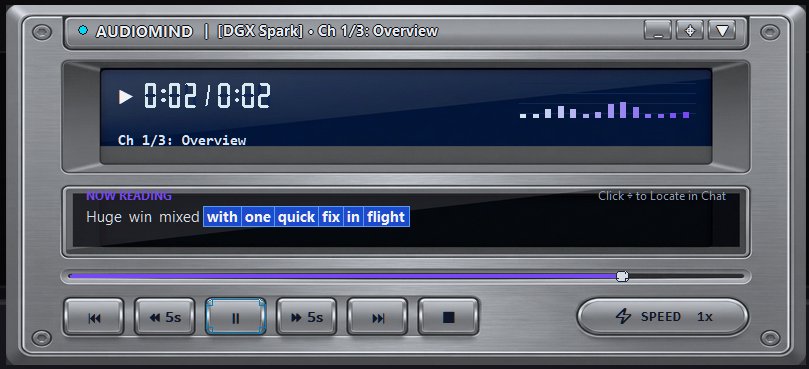 AUDIOMIND | [DGX Spark] • Ch 1/3: Overview
0:02/0:02
Ch 1/3: Overview
NOW READING
Click ÷ to Locate in Chat
Huge win mixed with one quick fix in flight
5s
5s
SPEED 1x